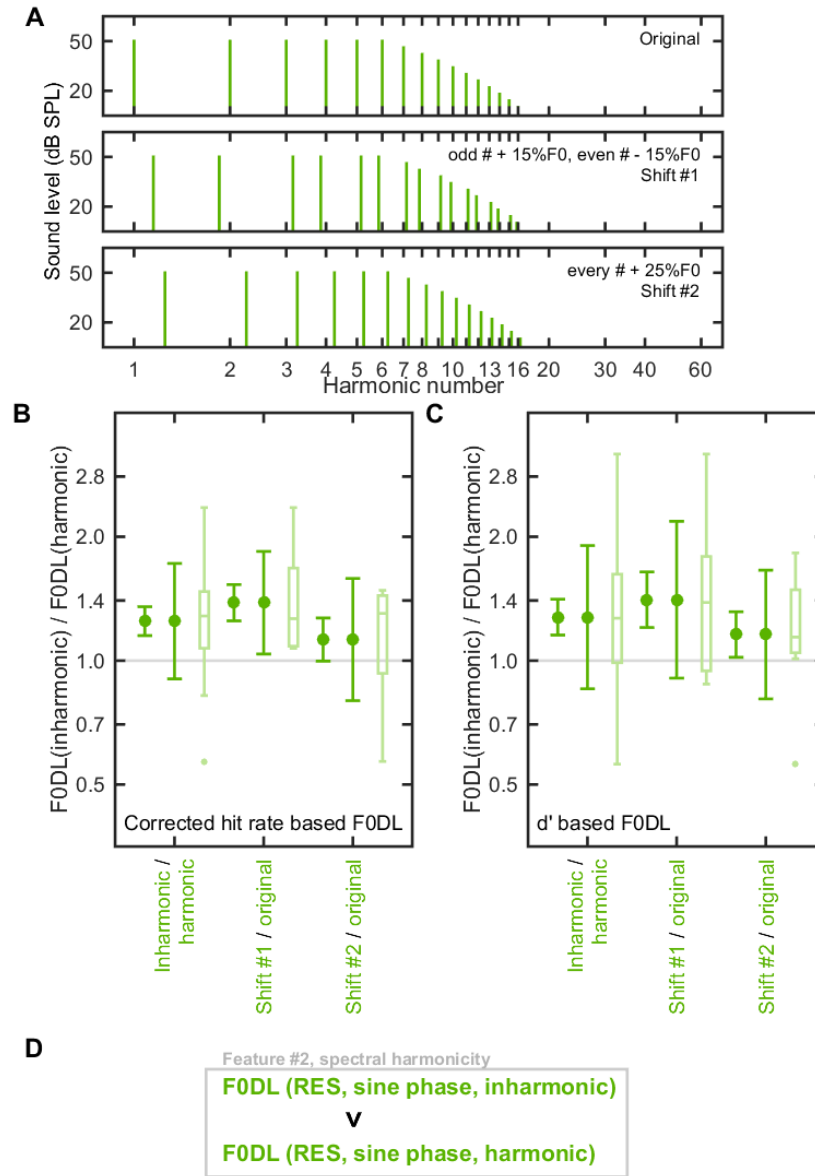 A
Sound level (dB SPL)
50
20
Original
50
20
odd # + 15%F0, even # - 15%F0
Shift #1
50
20
every # + 25%F0
Shift #2
1 2 3 4 5 6 7 8 10 13 16 20 30 40 60
Harmonic number
B
F0DL(inharmonic) / F0DL(harmonic)
2.8
2.0
1.4
1.0
0.7
0.5
Corrected hit rate based F0DL
Inharmonic /
harmonic
Shift #1 / original
Shift #2 / original
C
F0DL(inharmonic) / F0DL(harmonic)
2.8
2.0
1.4
1.0
0.7
0.5
d' based F0DL
Inharmonic /
harmonic
Shift #1 / original
Shift #2 / original
D
Feature #2, spectral harmonicity
F0DL (RES, sine phase, inharmonic)
v
F0DL (RES, sine phase, harmonic)